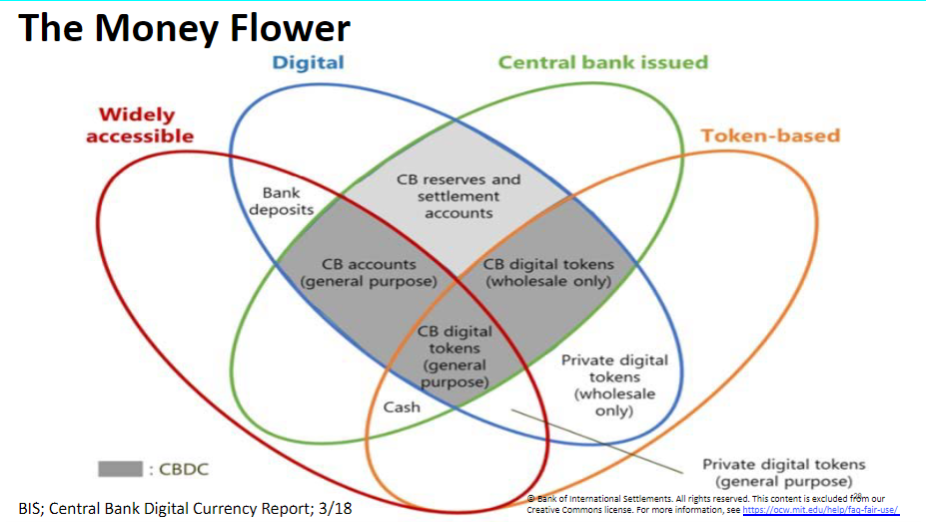 The Money Flower
Digital
Central bank issued
Widely
accessible
Token-based
CB reserves and
settlement
accounts
Bank
deposits
CB accounts
(general purpose)
CB digital tokens
(wholesale only)
CB digital
tokens
(general
purpose)
Private digital
tokens
(wholesale
only)
Cash
: CBDC
Private digital tokens
(general purpose)
BIS; Central Bank Digital Currency Report; 3/18
© Bank of International Settlements. All rights reserved. This content is excluded from our
Creative Commons license. For more information, see https://ocw.mit.edu/help/faq-fair-use/